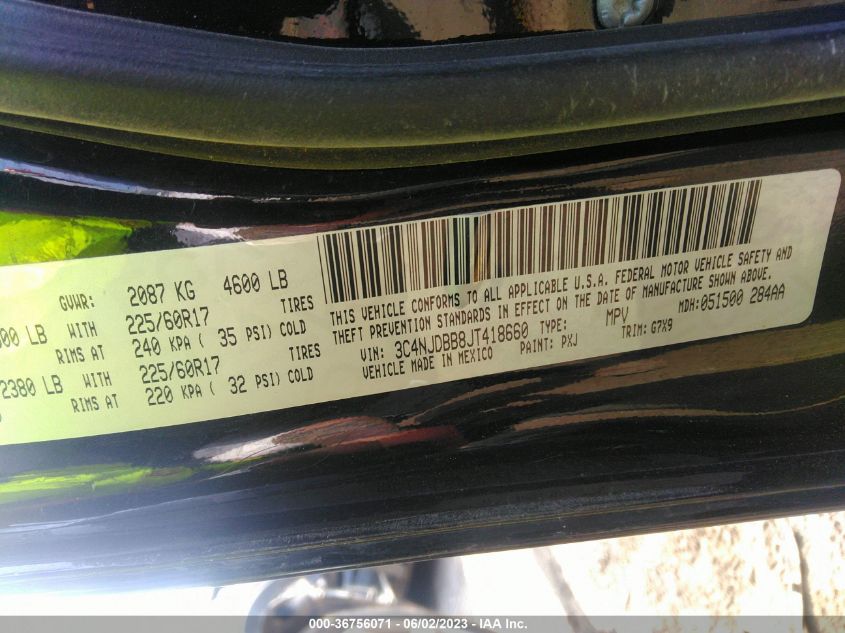 GVWR: 2087 KG 4600 LB
00 LB WITH 225/60R17 TIRES
RIMS AT 240 KPA ( 35 PSI) COLD
2380 LB WITH 225/60R17 TIRES
RIMS AT 220 KPA ( 32 PSI) COLD
THIS VEHICLE CONFORMS TO ALL APPLICABLE U.S.A. FEDERAL MOTOR VEHICLE SAFETY AND
THEFT PREVENTION STANDARDS IN EFFECT ON THE DATE OF MANUFACTURE SHOWN ABOVE.
VIN: 3C4NJDBB8JT418660 TYPE: MPV MDH:051500 284AA
VEHICLE MADE IN MEXICO PAINT: PXJ TRIM: G7X9
000-36756071 | 06/02/2023 | IAA Inc.